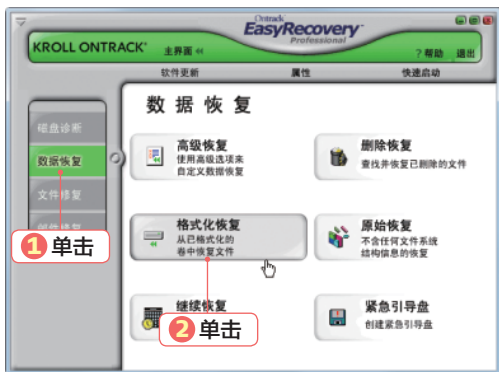 Ontrack
EasyRecovery
Professional
KROLL ONTRACK
主界面
?帮助 退出
软件更新 属性 快速启动
数据恢复
磁盘诊断
数据恢复
文件修复
1 单击
高级恢复
使用高级选项来
自定义数据恢复
删除恢复
查找并恢复已删除的文件
格式化恢复
从已格式化的
卷中恢复文件
原始恢复
不含任何文件系统
结构信息的恢复
继续恢复
2 单击
紧急引导盘
创建紧急引导盘